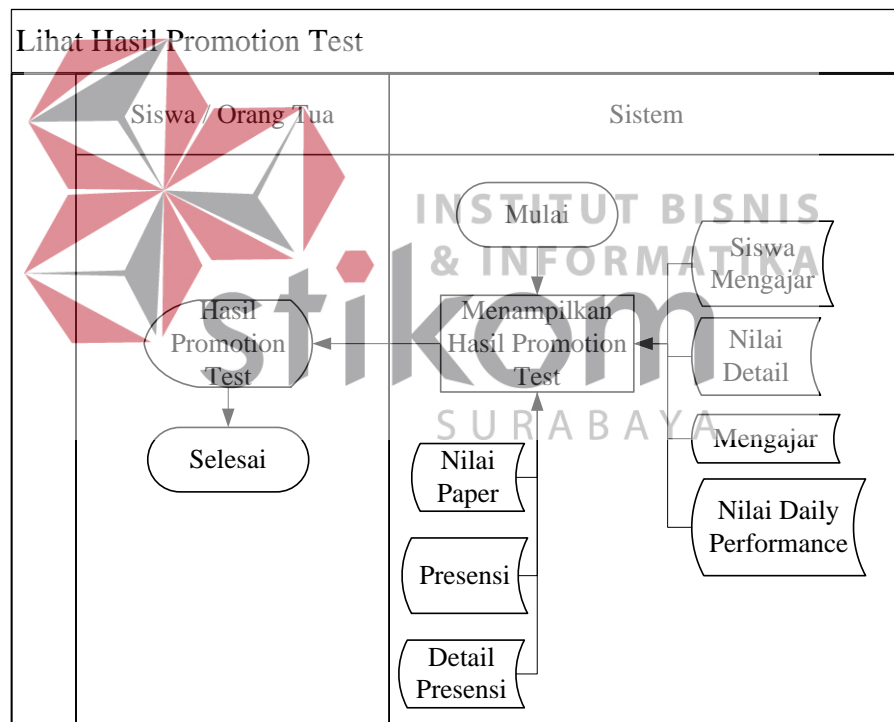 Lihat Hasil Promotion Test
Siswa / Orang Tua
Sistem
INSTITUT BISNIS
& INFORMATIKA
stikom
SURABAYA
Mulai
Siswa
Mengajar
Hasil
Promotion
Test
Menampilkan
Hasil Promotion
Test
Nilai
Detail
Mengajar
Selesai
Nilai
Paper
Nilai Daily
Performance
Presensi
Detail
Presensi